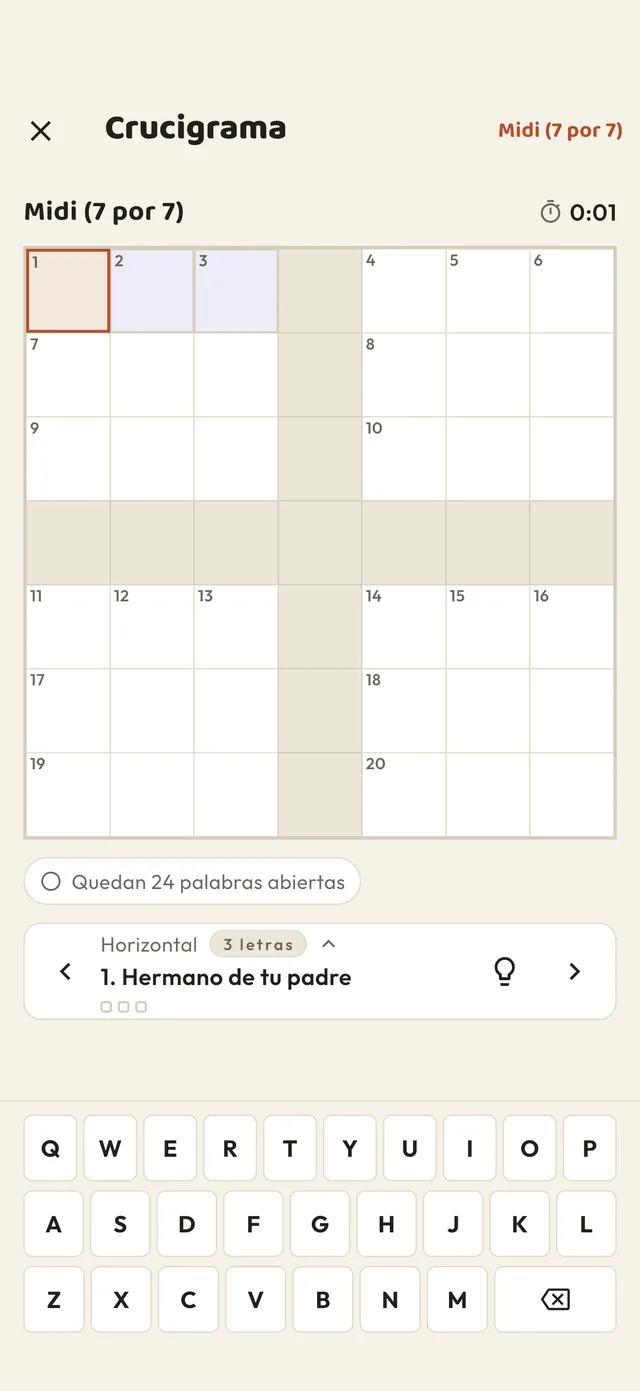 Crucigrama
Midi (7 por 7)
Midi (7 por 7)
0:01
1 2 3 4 5 6
7 8
9 10
11 12 13 14 15 16
17 18
19 20
Quedan 24 palabras abiertas
Horizontal 3 letras
1. Hermano de tu padre
Q W E R T Y U I O P
A S D F G H J K L
Z X C V B N M